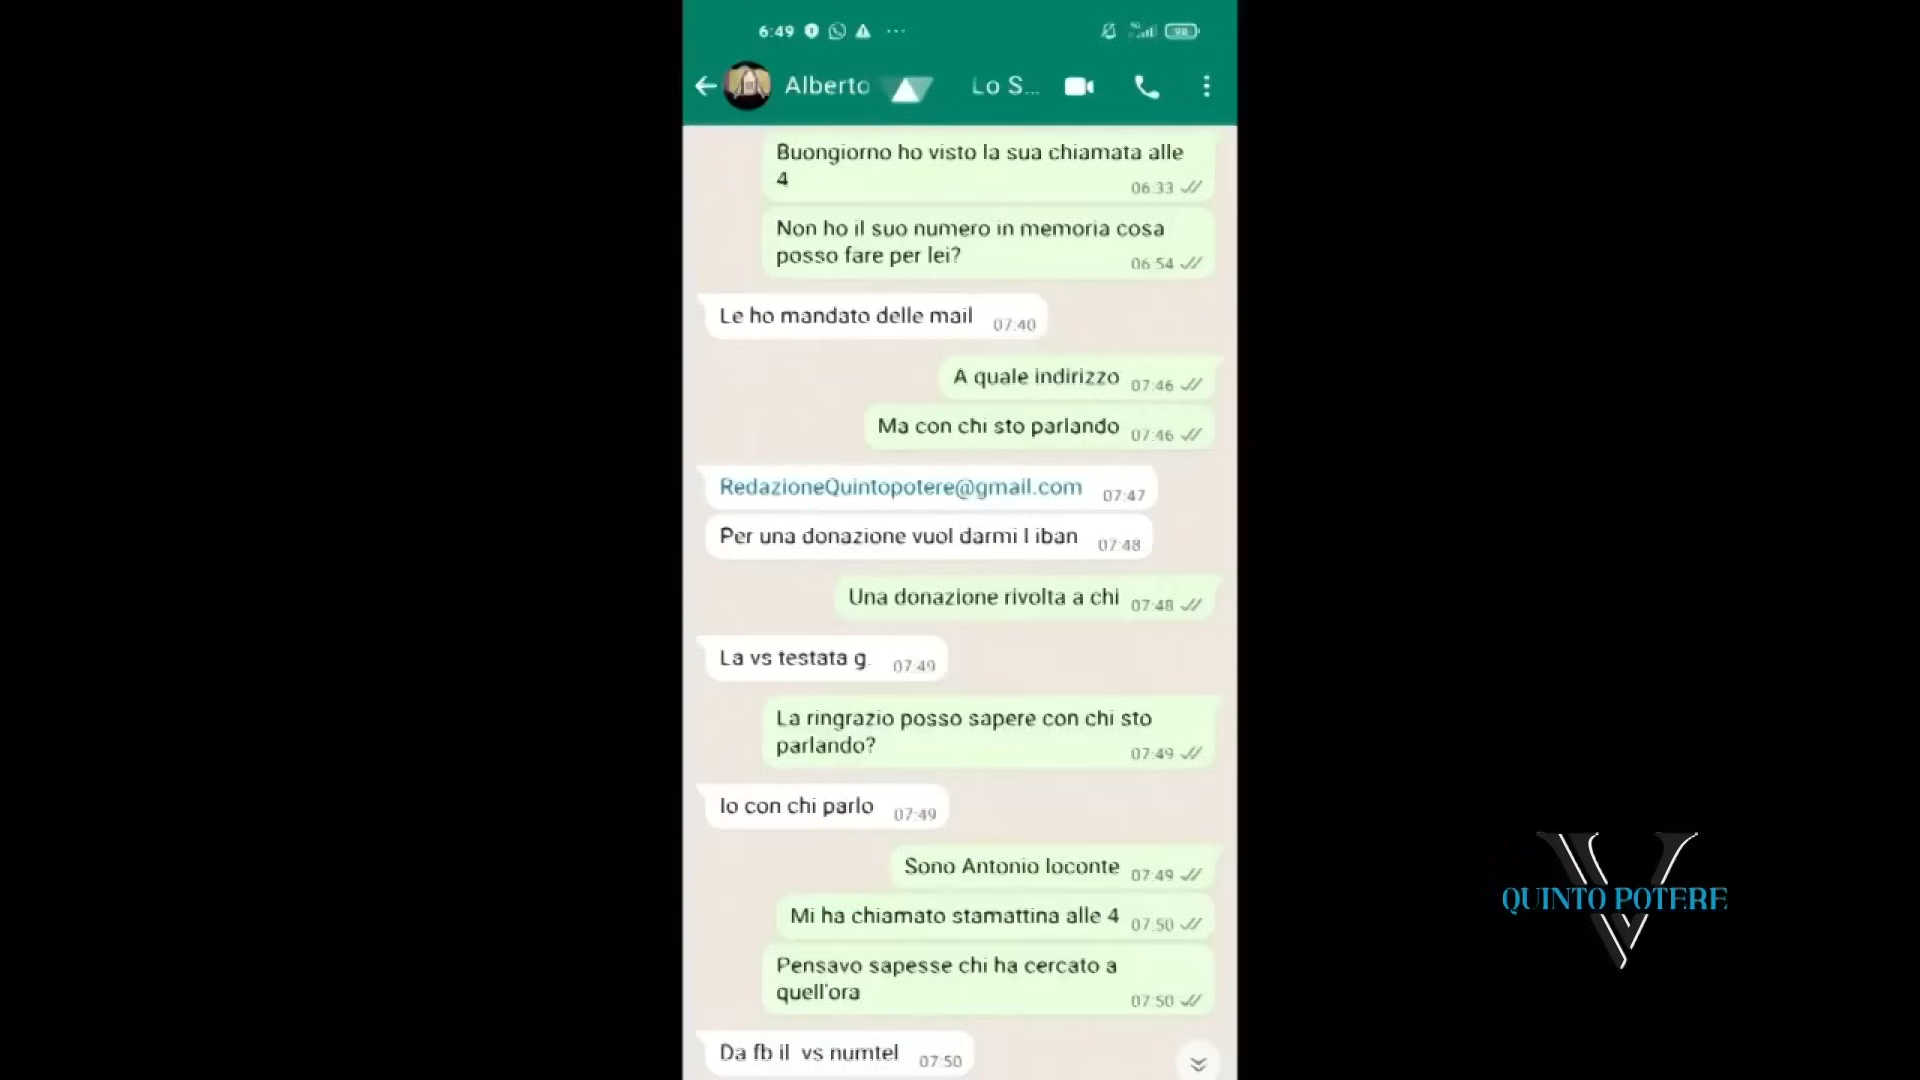 6:49
98
Alberto
Lo S...
Buongiorno ho visto la sua chiamata alle
4
06:33
Non ho il suo numero in memoria cosa
posso fare per lei?
06:54
Le ho mandato delle mail 07:40
A quale indirizzo 07:46
Ma con chi sto parlando 07:46
RedazioneQuintopotere@gmail.com 07:47
Per una donazione vuol darmi l iban 07:48
Una donazione rivolta a chi 07:48
La vs testata g. 07:49
La ringrazio posso sapere con chi sto
parlando?
07:49
Io con chi parlo 07:49
Sono Antonio loconte 07:49
Mi ha chiamato stamattina alle 4 07:50
Pensavo sapesse chi ha cercato a
quell'ora
07:50
Da fb il vs numtel 07:50
V
QUINTO POTERE